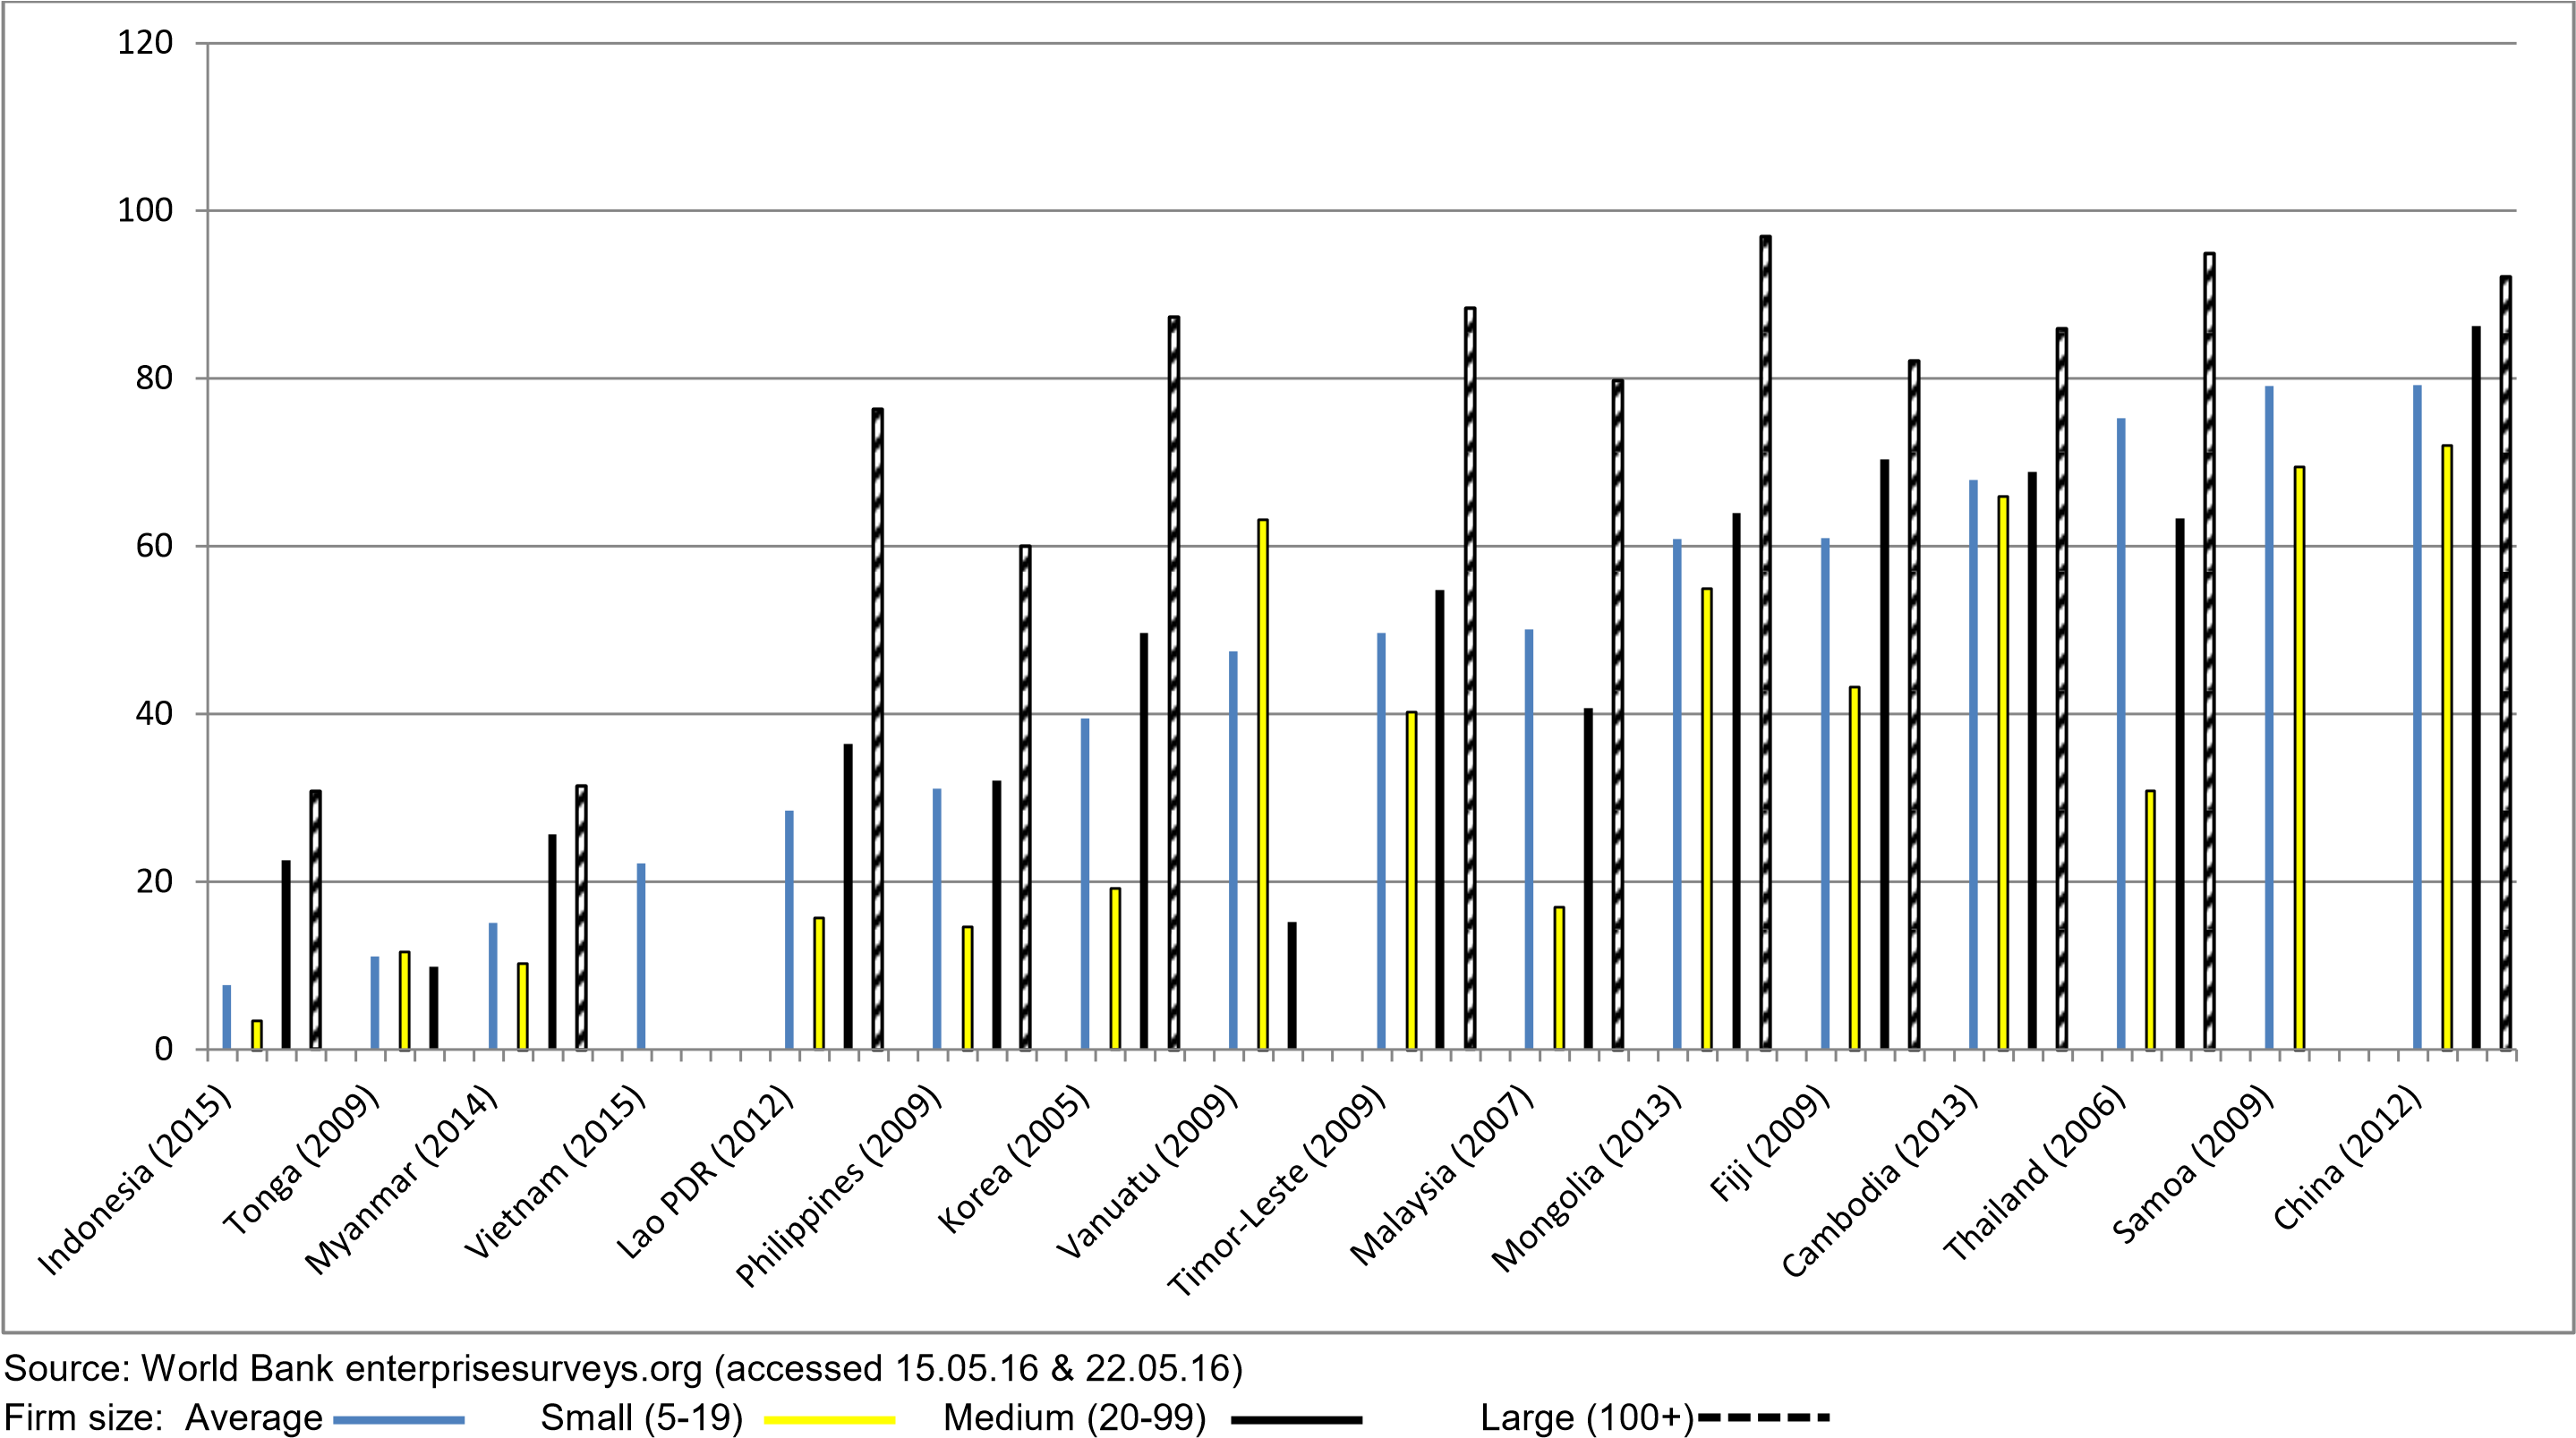 120
100
80
60
40
20
0
Indonesia (2015)
Tonga (2009)
Myanmar (2014)
Vietnam (2015)
Lao PDR (2012)
Philippines (2009)
Korea (2005)
Vanuatu (2009)
Timor-Leste (2009)
Malaysia (2007)
Mongolia (2013)
Fiji (2009)
Cambodia (2013)
Thailand (2006)
Samoa (2009)
China (2012)
Source: World Bank enterprisesurveys.org (accessed 15.05.16 & 22.05.16)
Firm size: Average Small (5-19) Medium (20-99) Large (100+)